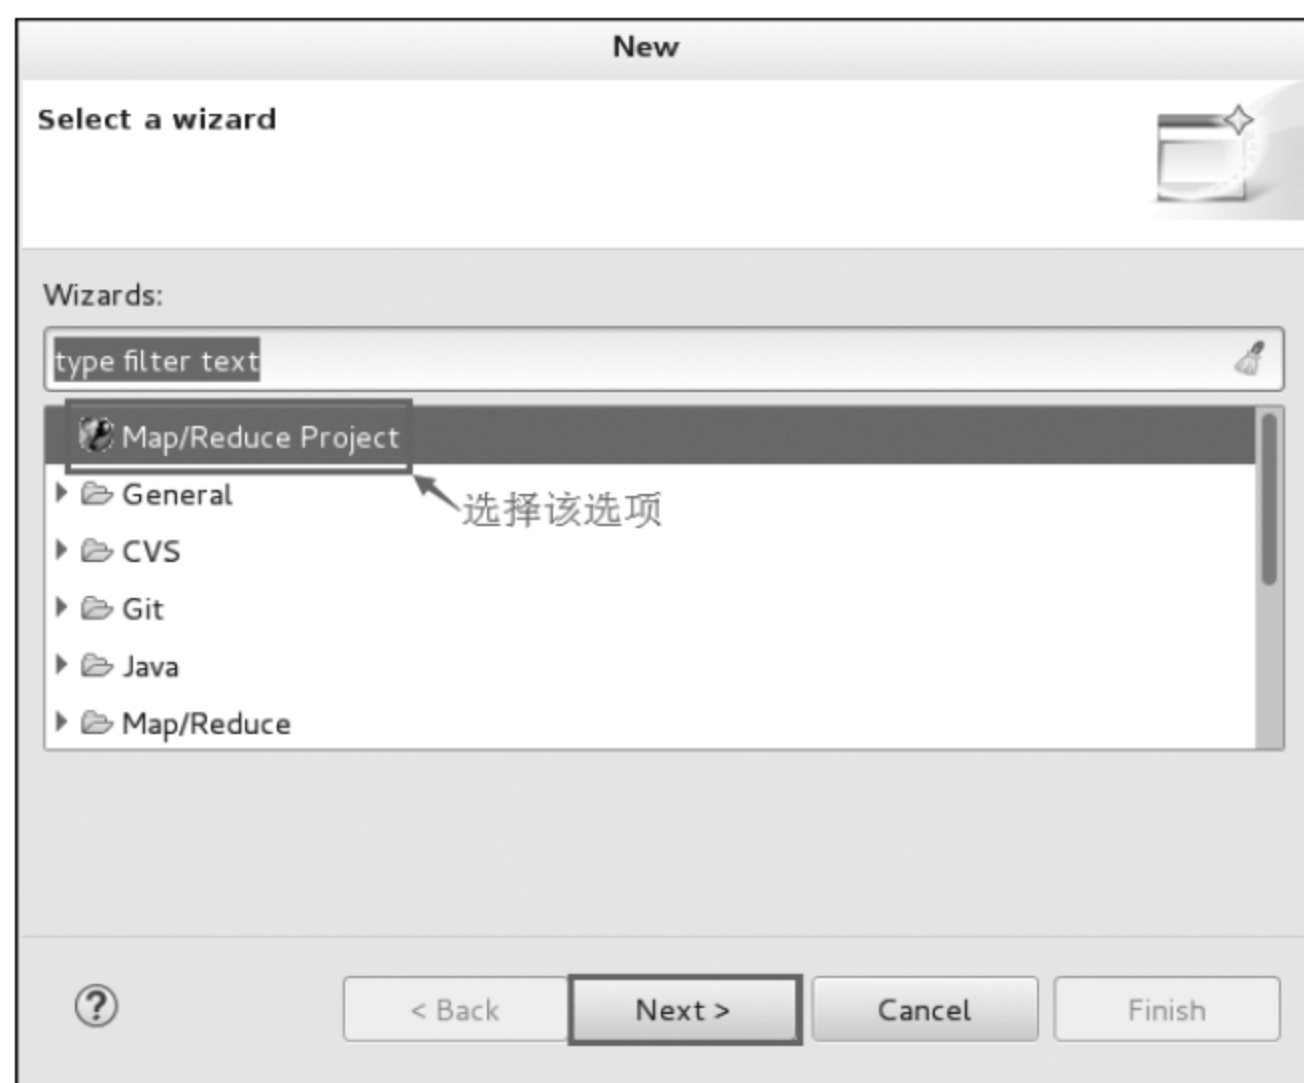 New
Select a wizard
Wizards:
type filter text
Map/Reduce Project
General
选择该选项
CVS
Git
Java
Map/Reduce
?
< Back
Next >
Cancel
Finish